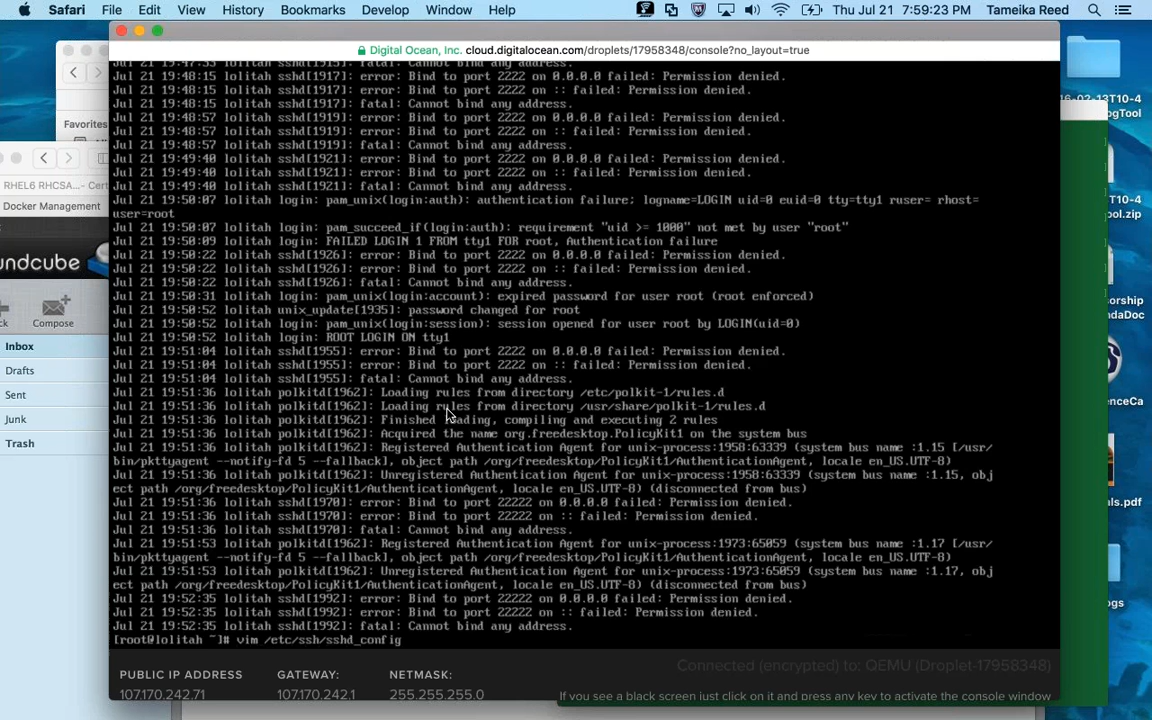 Safari File Edit View History Bookmarks Develop Window Help Thu Jul 21 7:59:23 PM Tameika Reed
Digital Ocean, Inc. cloud.digitalocean.com/droplets/17958348/console?no_layout=true
fatal: Cannot bind any address.
Jul 21 19:48:15 lolitah sshd[1917]: error: Bind to port 2222 on 0.0.0.0 failed: Permission denied.
Jul 21 19:48:15 lolitah sshd[1917]: error: Bind to port 2222 on :: failed: Permission denied.
Jul 21 19:48:15 lolitah sshd[1917]: fatal: Cannot bind any address.
Jul 21 19:48:57 lolitah sshd[1919]: error: Bind to port 2222 on 0.0.0.0 failed: Permission denied.
Jul 21 19:48:57 lolitah sshd[1919]: error: Bind to port 2222 on :: failed: Permission denied.
Jul 21 19:48:57 lolitah sshd[1919]: fatal: Cannot bind any address.
Jul 21 19:49:40 lolitah sshd[1921]: error: Bind to port 2222 on 0.0.0.0 failed: Permission denied.
Jul 21 19:49:40 lolitah sshd[1921]: error: Bind to port 2222 on :: failed: Permission denied.
Jul 21 19:49:40 lolitah sshd[1921]: fatal: Cannot bind any address.
Jul 21 19:50:07 lolitah login: pam_unix(login:auth): authentication failure; logname=LOGIN uid=0 euid=0 tty=tty1 ruser= rhost=
user=root
Jul 21 19:50:07 lolitah login: pam_succeed_if(login:auth): requirement "uid >= 1000" not met by user "root"
Jul 21 19:50:09 lolitah login: FAILED LOGIN 1 FROM tty1 FOR root, Authentication failure
Jul 21 19:50:22 lolitah sshd[1926]: error: Bind to port 2222 on 0.0.0.0 failed: Permission denied.
Jul 21 19:50:22 lolitah sshd[1926]: error: Bind to port 2222 on :: failed: Permission denied.
Jul 21 19:50:22 lolitah sshd[1926]: fatal: Cannot bind any address.
Jul 21 19:50:31 lolitah login: pam_unix(login:account): expired password for user root (root enforced)
Jul 21 19:50:52 lolitah unix_update[1935]: password changed for root
Jul 21 19:50:52 lolitah login: pam_unix(login:session): session opened for user root by LOGIN(uid=0)
Jul 21 19:50:52 lolitah login: ROOT LOGIN ON tty1
Jul 21 19:51:04 lolitah sshd[1955]: error: Bind to port 2222 on 0.0.0.0 failed: Permission denied.
Jul 21 19:51:04 lolitah sshd[1955]: error: Bind to port 2222 on :: failed: Permission denied.
Jul 21 19:51:04 lolitah sshd[1955]: fatal: Cannot bind any address.
Jul 21 19:51:36 lolitah polkitd[1962]: Loading rules from directory /etc/polkit-1/rules.d
Jul 21 19:51:36 lolitah polkitd[1962]: Loading rules from directory /usr/share/polkit-1/rules.d
Jul 21 19:51:36 lolitah polkitd[1962]: Finished loading, compiling and executing 2 rules
Jul 21 19:51:36 lolitah polkitd[1962]: Acquired the name org.freedesktop.PolicyKit1 on the system bus
Jul 21 19:51:36 lolitah polkitd[1962]: Registered Authentication Agent for unix-process:1958:63339 (system bus name :1.15 [/usr/
bin/pkttyagent --notify-fd 5 --fallback], object path /org/freedesktop/PolicyKit1/AuthenticationAgent, locale en_US.UTF-8)
Jul 21 19:51:36 lolitah polkitd[1962]: Unregistered Authentication Agent for unix-process:1958:63339 (system bus name :1.15, obj
ect path /org/freedesktop/PolicyKit1/AuthenticationAgent, locale en_US.UTF-8) (disconnected from bus)
Jul 21 19:51:36 lolitah sshd[1970]: error: Bind to port 22222 on 0.0.0.0 failed: Permission denied.
Jul 21 19:51:36 lolitah sshd[1970]: error: Bind to port 22222 on :: failed: Permission denied.
Jul 21 19:51:36 lolitah sshd[1970]: fatal: Cannot bind any address.
Jul 21 19:51:53 lolitah polkitd[1962]: Registered Authentication Agent for unix-process:1973:65059 (system bus name :1.17 [/usr/
bin/pkttyagent --notify-fd 5 --fallback], object path /org/freedesktop/PolicyKit1/AuthenticationAgent, locale en_US.UTF-8)
Jul 21 19:51:53 lolitah polkitd[1962]: Unregistered Authentication Agent for unix-process:1973:65059 (system bus name :1.17, obj
ect path /org/freedesktop/PolicyKit1/AuthenticationAgent, locale en_US.UTF-8) (disconnected from bus)
Jul 21 19:52:35 lolitah sshd[1992]: error: Bind to port 22222 on 0.0.0.0 failed: Permission denied.
Jul 21 19:52:35 lolitah sshd[1992]: error: Bind to port 22222 on :: failed: Permission denied.
Jul 21 19:52:35 lolitah sshd[1992]: fatal: Cannot bind any address.
[root@lolitah ~]# vim /etc/ssh/sshd_config
Connected (encrypted) to: QEMU (Droplet-17958348)
PUBLIC IP ADDRESS GATEWAY: NETMASK:
107.170.242.71 107.170.242.1 255.255.255.0
If you see a black screen just click on it and press any key to activate the console window
Favorites
RHEL6 RHCSA...- Cert
Docker Management
undcube
ck Compose
Inbox
Drafts
Sent
Junk
Trash
16-02-13T10-4
ogTool
T10-4
ol.zip
orship
ndaDoc
enceCa
als.pdf
ogs